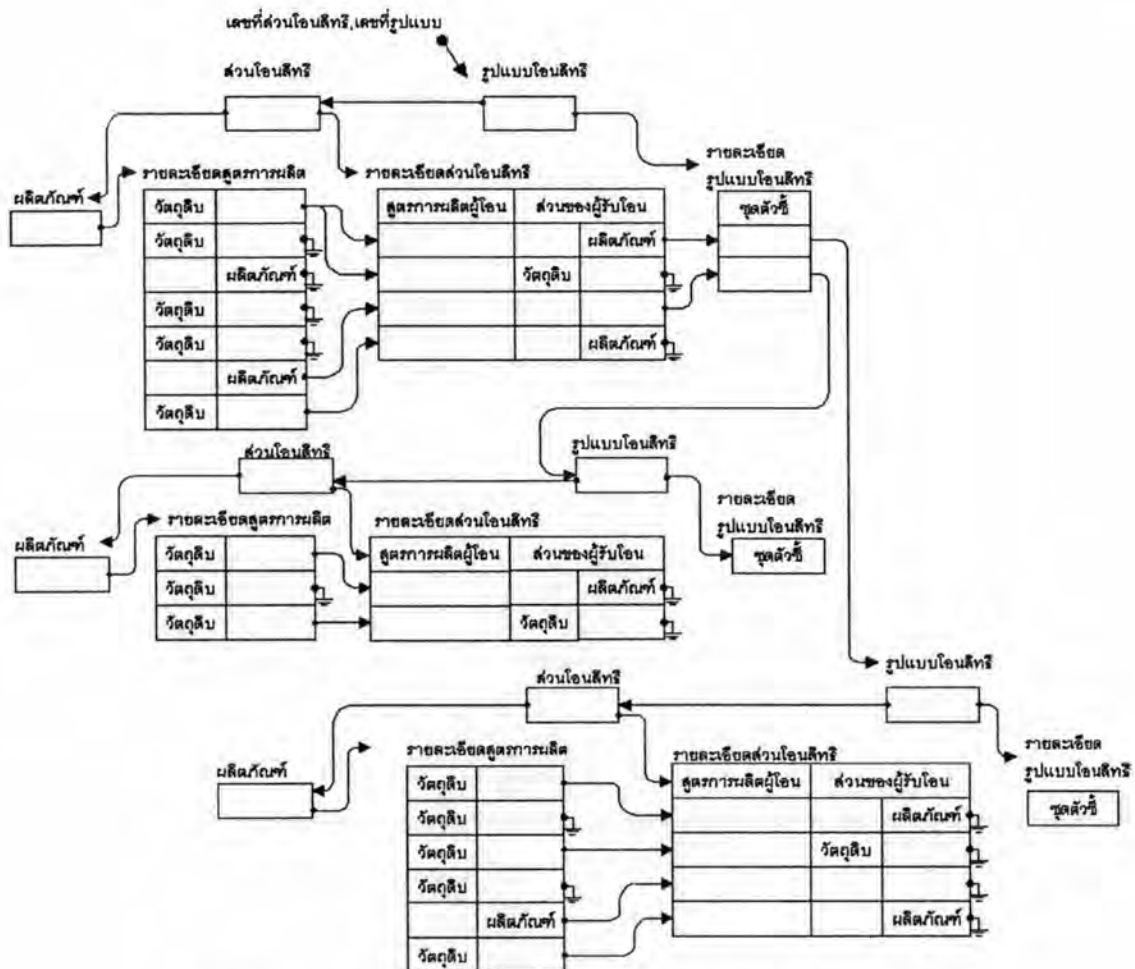 เลขที่ส่วนโอนสิทธิ,เลขที่รูปแบบ
ส่วนโอนสิทธิ
รูปแบบโอนสิทธิ
รายละเอียด
รูปแบบโอนสิทธิ
ชุดตัวชี้
ผลิตภัณฑ์
รายละเอียดสูตรการผลิต
วัตถุดิบ
วัตถุดิบ
ผลิตภัณฑ์
วัตถุดิบ
วัตถุดิบ
ผลิตภัณฑ์
วัตถุดิบ
รายละเอียดส่วนโอนสิทธิ
สูตรการผลิตผู้โอน ส่วนของผู้รับโอน
ผลิตภัณฑ์
วัตถุดิบ
ผลิตภัณฑ์
ส่วนโอนสิทธิ
รูปแบบโอนสิทธิ
รายละเอียด
รูปแบบโอนสิทธิ
ชุดตัวชี้
ผลิตภัณฑ์
รายละเอียดสูตรการผลิต
วัตถุดิบ
วัตถุดิบ
วัตถุดิบ
รายละเอียดส่วนโอนสิทธิ
สูตรการผลิตผู้โอน ส่วนของผู้รับโอน
ผลิตภัณฑ์
วัตถุดิบ
ส่วนโอนสิทธิ
รูปแบบโอนสิทธิ
รายละเอียด
รูปแบบโอนสิทธิ
ชุดตัวชี้
ผลิตภัณฑ์
รายละเอียดสูตรการผลิต
วัตถุดิบ
วัตถุดิบ
วัตถุดิบ
วัตถุดิบ
ผลิตภัณฑ์
วัตถุดิบ
รายละเอียดส่วนโอนสิทธิ
สูตรการผลิตผู้โอน ส่วนของผู้รับโอน
ผลิตภัณฑ์
วัตถุดิบ
ผลิตภัณฑ์